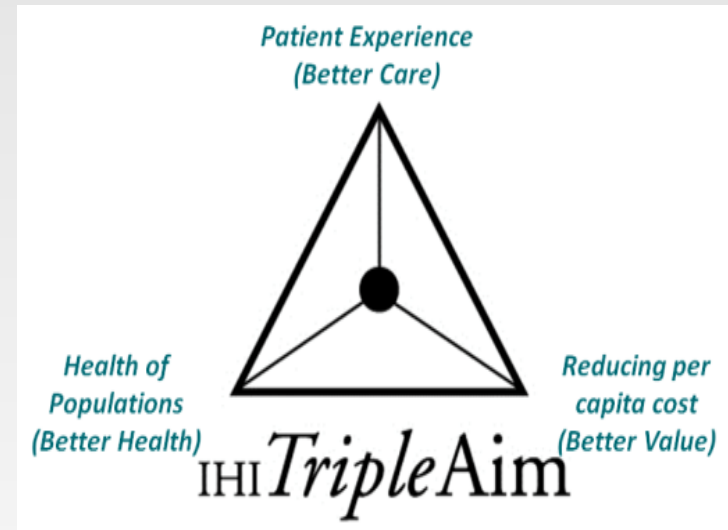 Patient Experience
(Better Care)
Health of
Populations
(Better Health)
Reducing per
capita cost
(Better Value)
IHI Triple Aim